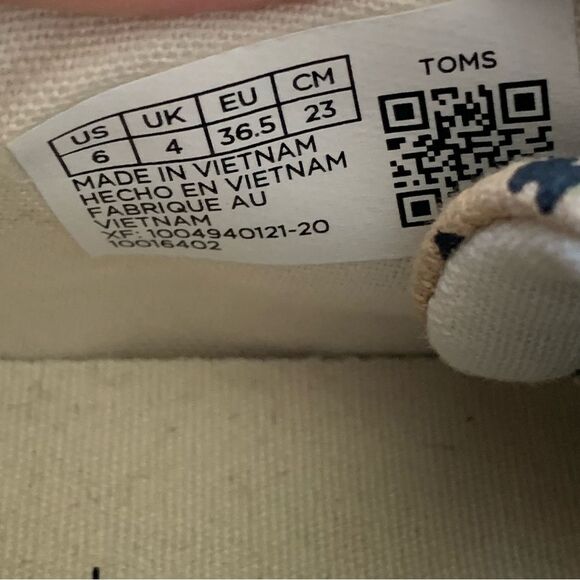 US UK EU CM
6 4 36.5 23
MADE IN VIETNAM
HECHO EN VIETNAM
FABRIQUE AU
VIETNAM
XF: 1004940121-20
10016402
TOMS